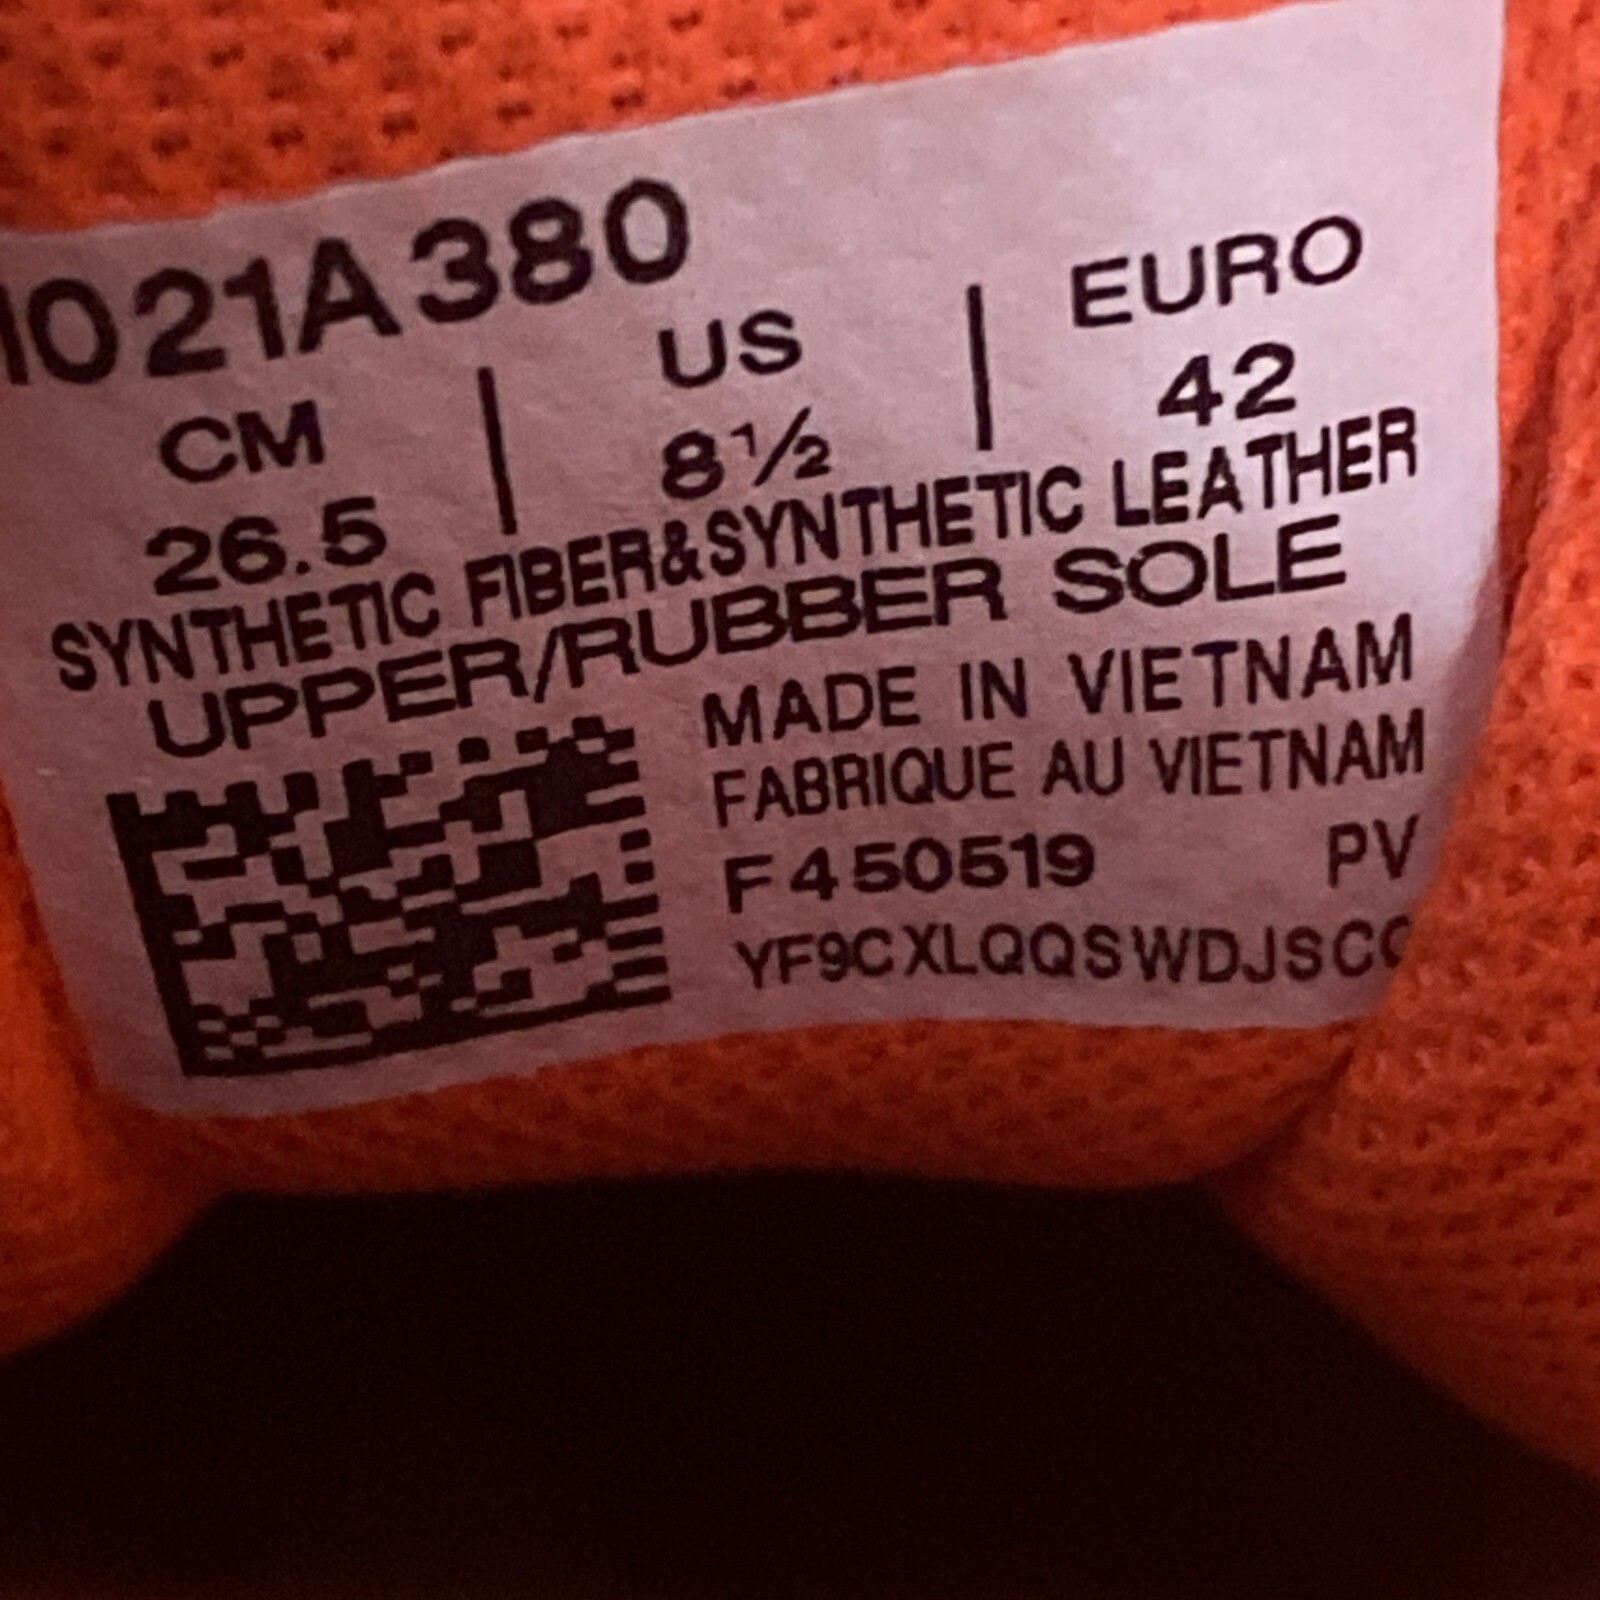 1021A380
CM | US | EURO
26.5 | 8½ | 42
SYNTHETIC FIBER&SYNTHETIC LEATHER
UPPER/RUBBER SOLE
MADE IN VIETNAM
FABRIQUE AU VIETNAM
F450519 PV